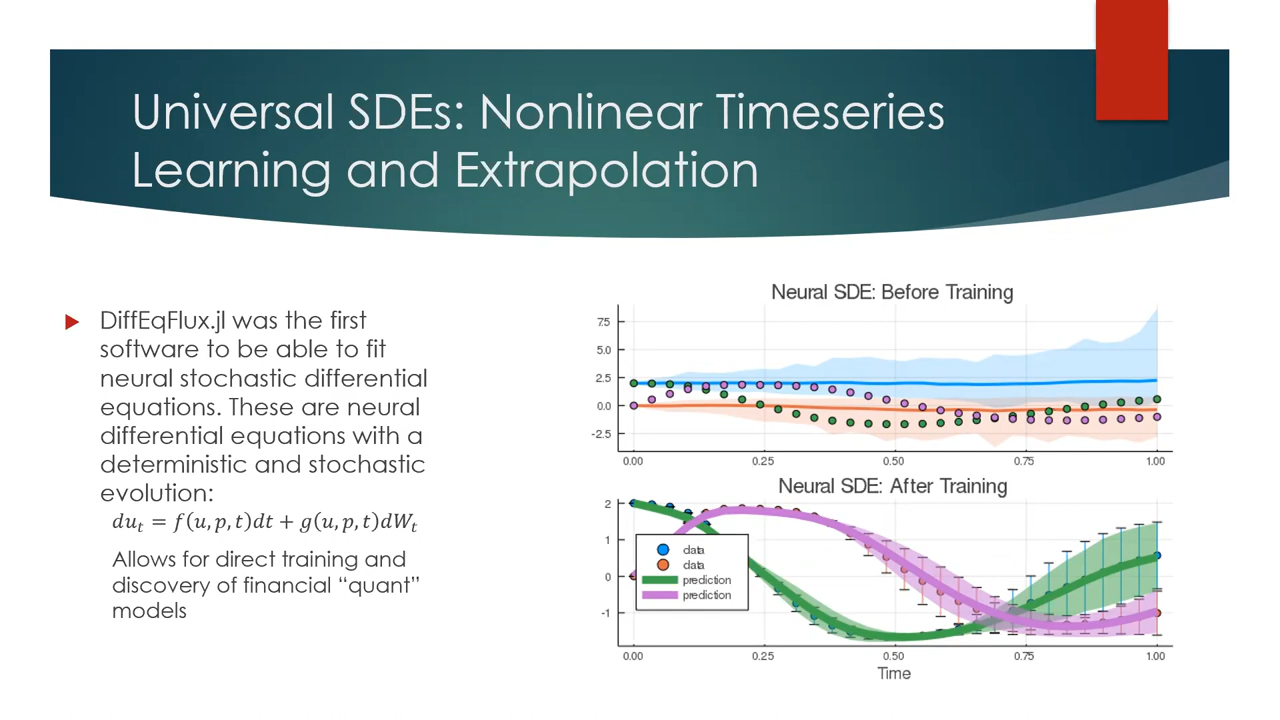 Universal SDEs: Nonlinear Timeseries
Learning and Extrapolation
DiffEqFlux.jl was the first
software to be able to fit
neural stochastic differential
equations. These are neural
differential equations with a
deterministic and stochastic
evolution:
du_t = f(u, p, t)dt + g(u, p, t)dW_t
Allows for direct training and
discovery of financial “quant”
models
Neural SDE: Before Training
75
5.0
2.5
0.0
-2.5
0.00 0.25 0.50 0.75 1.00
Neural SDE: After Training
2
1
0
-1
data
data
prediction
prediction
0.00 0.25 0.50 0.75 1.00
Time